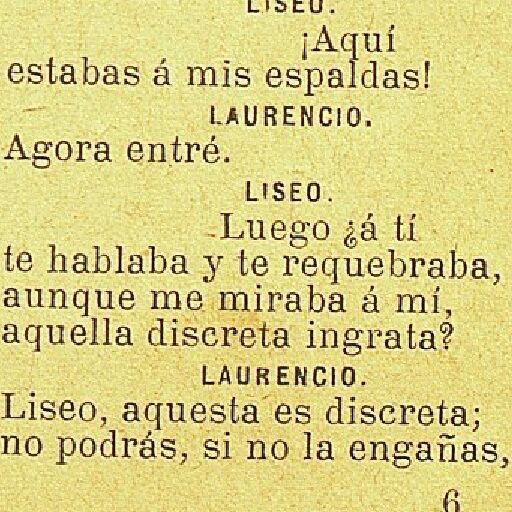 LISEO.
¡Aquí
estabas á mis espaldas!
LAURENCIO.
Agora entré.
LISEO.
Luego ¿á tí
te hablaba y te requebraba,
aunque me miraba á mí,
aquella discreta ingrata?
LAURENCIO.
Liseo, aquesta es discreta;
no podrás, si no la engañas,
6